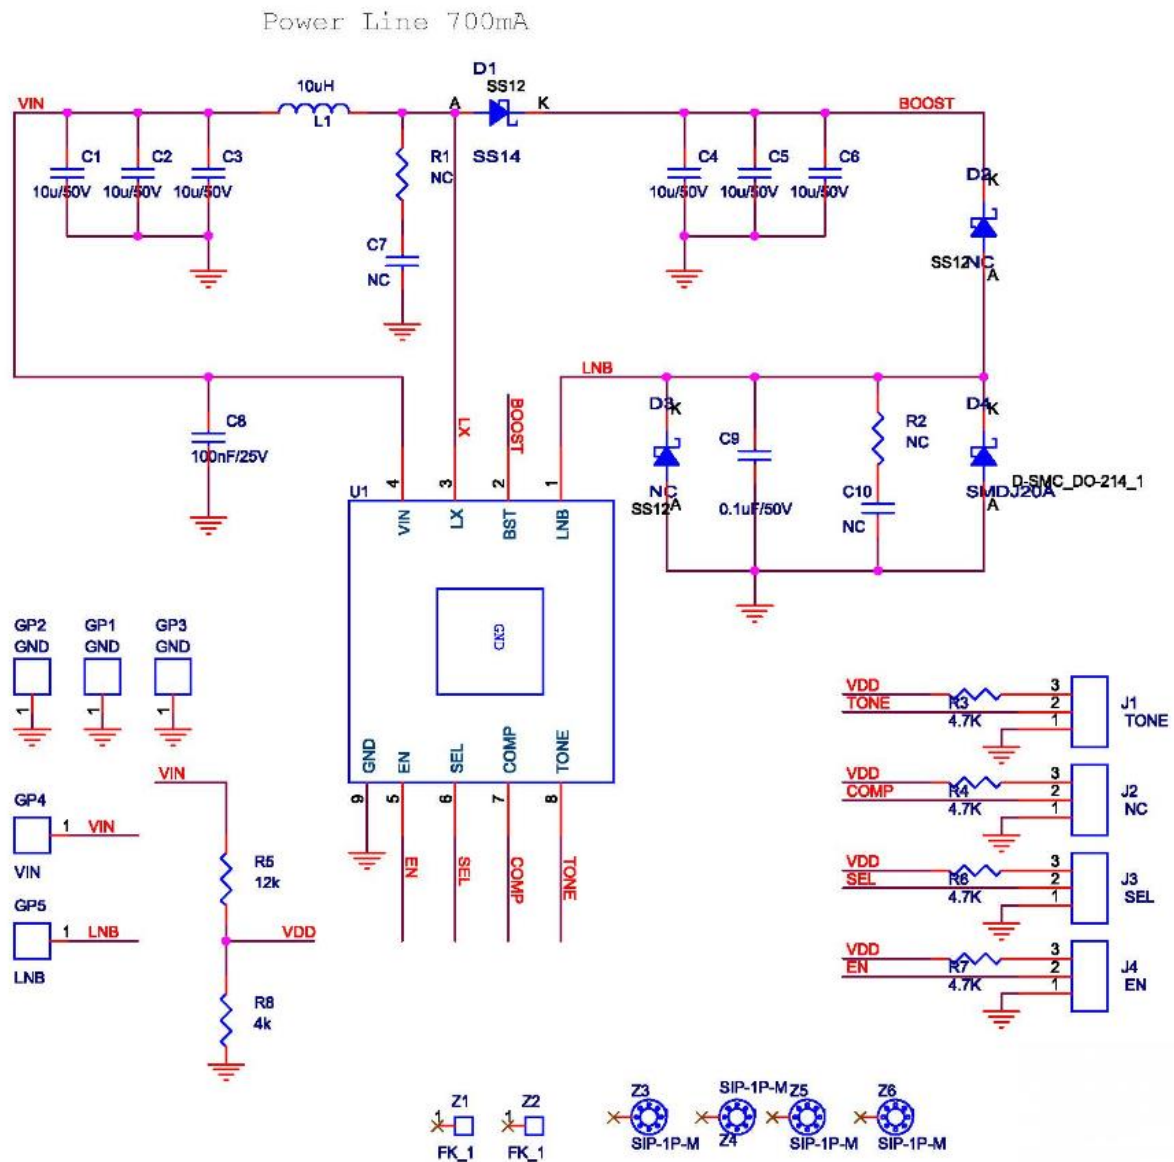 Power Line 700mA
D1
SS12
10uH
VIN
A
K
BOOST
L1
C1
C2
C3
R1
NC
SS14
C4
C5
C6
10u/50V
10u/50V
10u/50V
10u/50V
10u/50V
10u/50V
D2
K
C7
NC
SS12
NC
A
LNB
C8
100nF/25V
LX
BOOST
D3
K
C9
R2
NC
D4
K
NC
SS12
A
0.1uF/50V
C10
NC
SMDJ20A
D-SMC_DO-214_1
A
U1
4
3
2
1
VIN
LX
BST
LNB
GND
GP2
GND
1
GP1
GND
1
GP3
GND
1
GND
EN
SEL
COMP
TONE
9
5
6
7
8
EN
SEL
COMP
TONE
VIN
GP4
1
VIN
VIN
R5
12k
GP5
1
LNB
LNB
VDD
R8
4k
VDD
TONE
R3
4.7K
3
2
1
J1
TONE
VDD
COMP
R4
4.7K
3
2
1
J2
NC
VDD
SEL
R6
4.7K
3
2
1
J3
SEL
VDD
EN
R7
4.7K
3
2
1
J4
EN
1
Z1
FK_1
1
Z2
FK_1
Z3
SIP-1P-M
SIP-1P-M
Z4
Z5
SIP-1P-M
Z6
SIP-1P-M